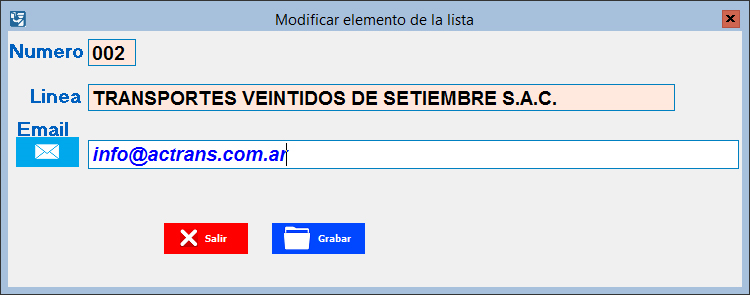 Modificar elemento de la lista
Numero 002
Linea TRANSPORTES VEINTIDOS DE SETIEMBRE S.A.C.
Email
info@actrans.com.ar
Salir Grabar